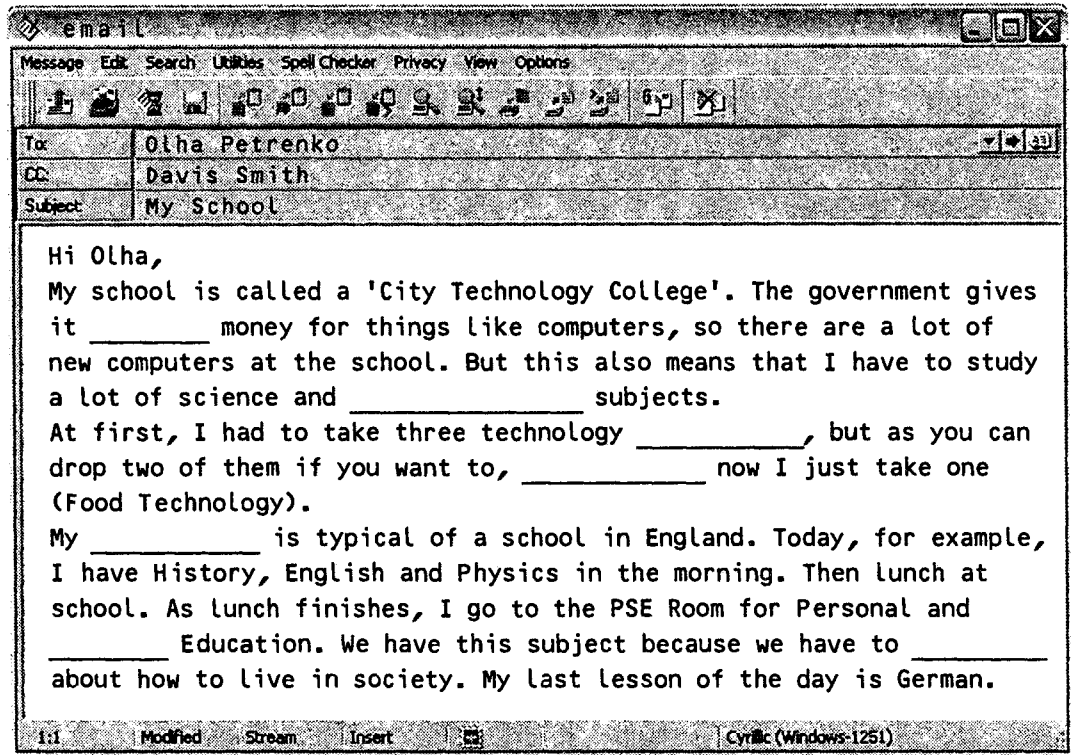 email
Message Edit Search Utilities Spell Checker Privacy View Options
To: Olha Petrenko
CC: Davis Smith
Subject: My School
Hi Olha,
My school is called a 'City Technology College'. The government gives
it ________ money for things like computers, so there are a lot of
new computers at the school. But this also means that I have to study
a lot of science and ________________ subjects.
At first, I had to take three technology ___________, but as you can
drop two of them if you want to, ____________ now I just take one
(Food Technology).
My ___________ is typical of a school in England. Today, for example,
I have History, English and Physics in the morning. Then lunch at
school. As lunch finishes, I go to the PSE Room for Personal and
________ Education. We have this subject because we have to _________
about how to live in society. My last lesson of the day is German.
1:1 Modified Stream Insert Cyrillic (Windows-1251)